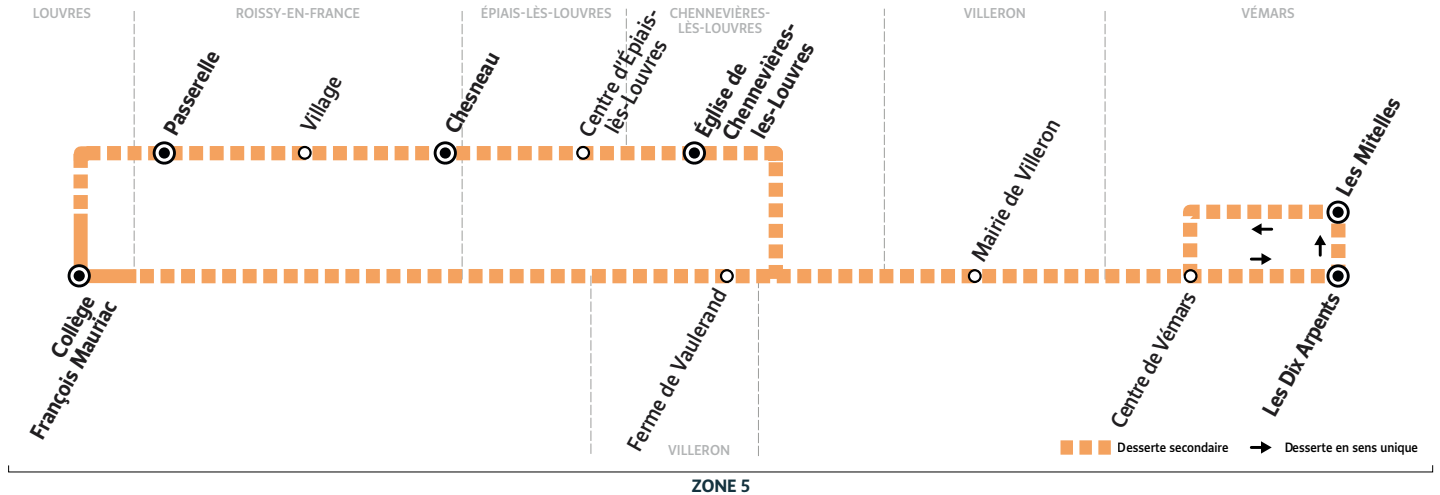 LOUVRES
ROISSY-EN-FRANCE
ÉPIAIS-LÈS-LOUVRES
CHENNEVIÈRES-
LÈS-LOUVRES
VILLERON
VÉMARS
Passerelle
Village
Chesneau
Centre d'Épiais-
lès-Louvres
Église de
Chennevières-
les-Louvres
Mairie de Villeron
Les Mitelles
Collège
François Mauriac
Ferme de Vaulerand
Centre de Vémars
Les Dix Arpents
VILLERON
Desserte secondaire
Desserte en sens unique
ZONE 5